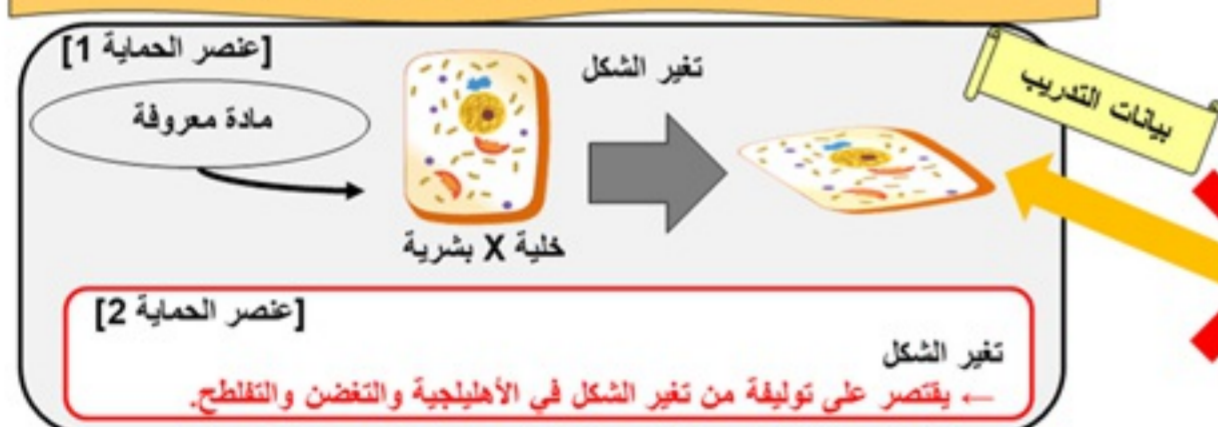 [عنصر الحماية 1]
مادة معروفة
تغير الشكل
خلية X بشرية
بيانات التدريب
[عنصر الحماية 2]
تغير الشكل
← يقتصر على توليفة من تغير الشكل في الأهليلجية والتغضن والتفلطح.